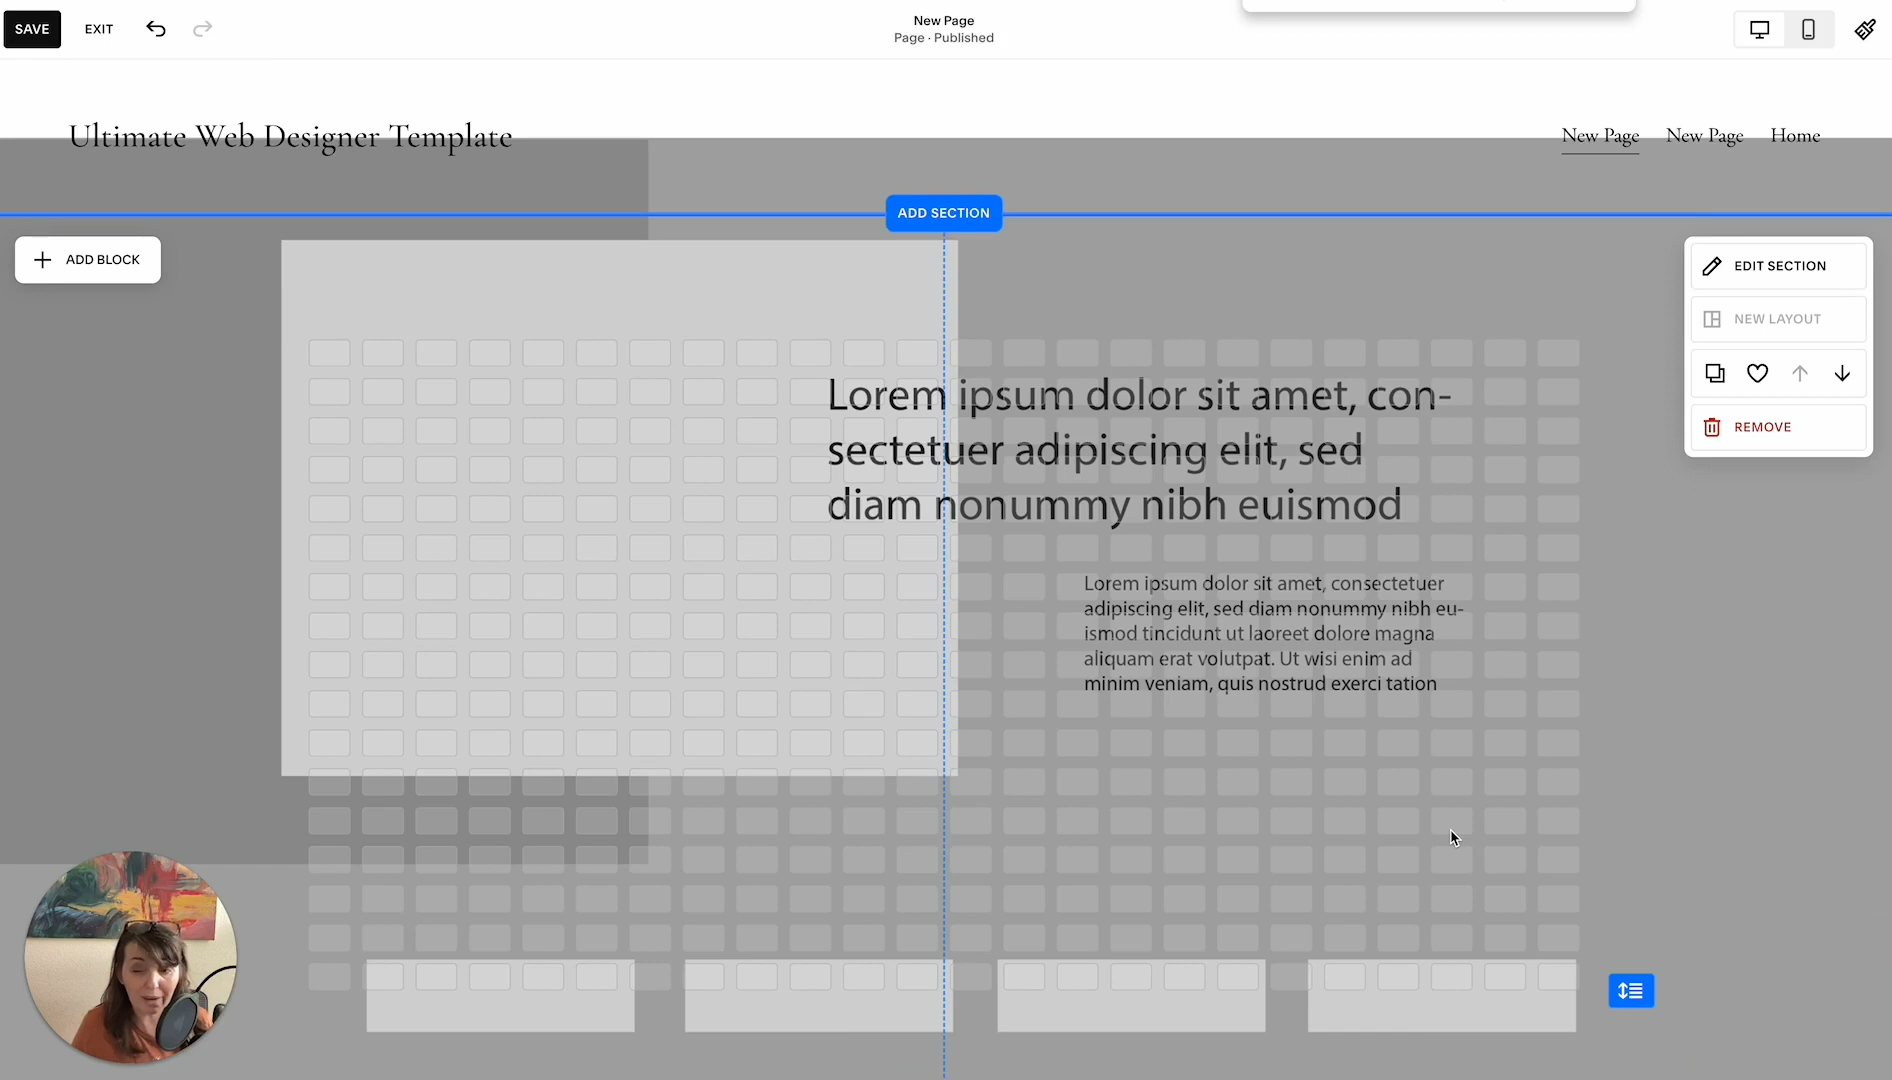 SAVE
EXIT
New Page
Page · Published
Ultimate Web Designer Template
New Page
New Page
Home
ADD SECTION
ADD BLOCK
EDIT SECTION
NEW LAYOUT
REMOVE
Lorem ipsum dolor sit amet, con-
sectetuer adipiscing elit, sed
diam nonummy nibh euismod
Lorem ipsum dolor sit amet, consectetuer
adipiscing elit, sed diam nonummy nibh eu-
ismod tincidunt ut laoreet dolore magna
aliquam erat volutpat. Ut wisi enim ad
minim veniam, quis nostrud exerci tation